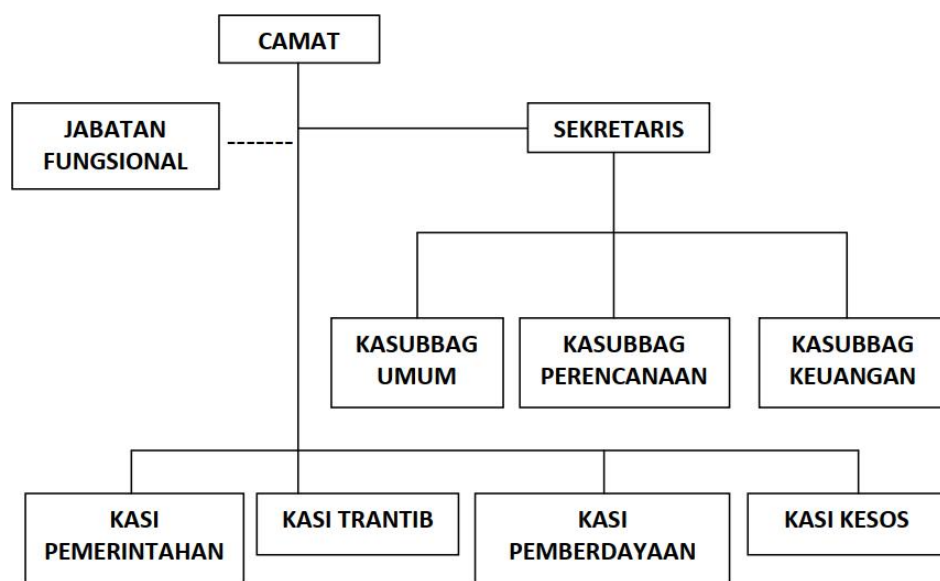 CAMAT
JABATAN
FUNGSIONAL
SEKRETARIS
KASUBBAG
UMUM
KASUBBAG
PERENCANAAN
KASUBBAG
KEUANGAN
KASI
PEMERINTAHAN
KASI TRANTIB
KASI
PEMBERDAYAAN
KASI KESOS